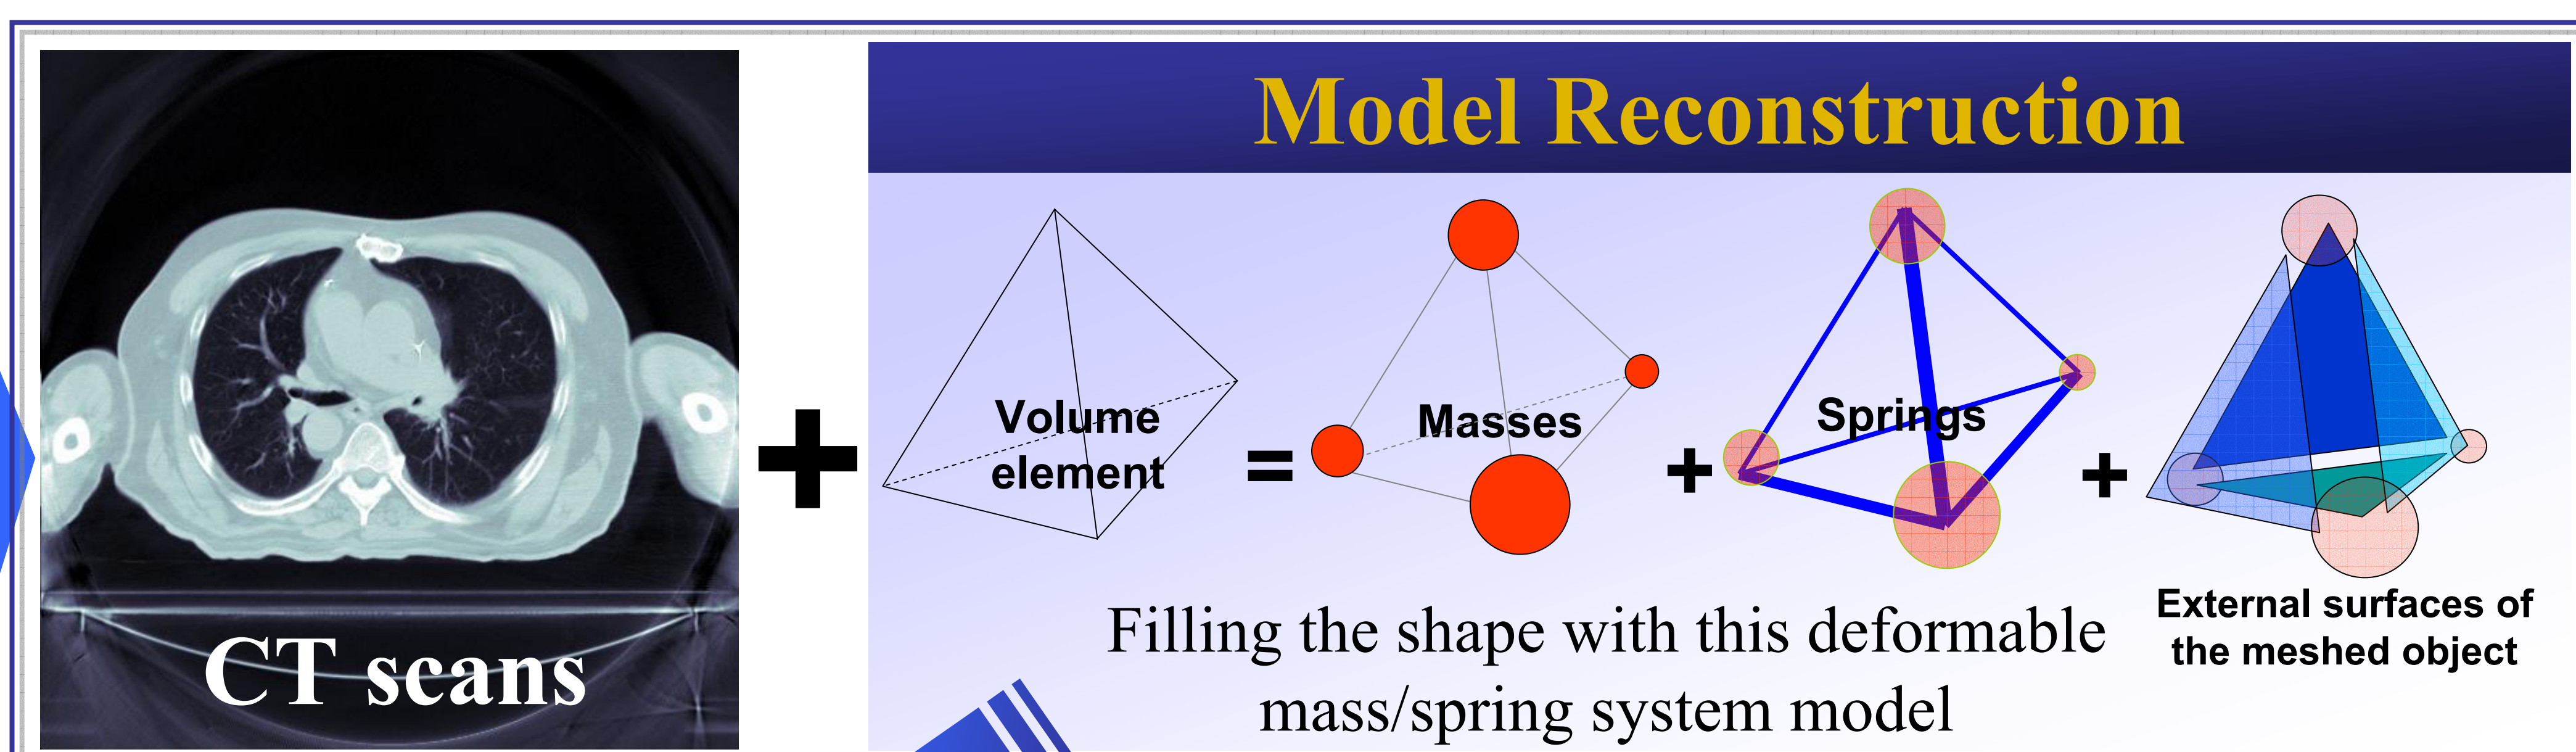 CT scans
+
Model Reconstruction
Volume
element
=
Masses
+
Springs
+
External surfaces of
the meshed object
Filling the shape with this deformable
mass/spring system model